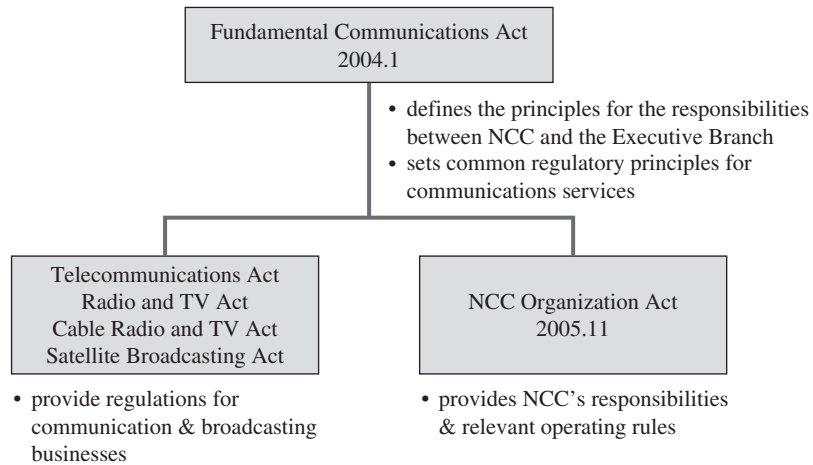 Fundamental Communications Act
2004.1
• defines the principles for the responsibilities
between NCC and the Executive Branch
• sets common regulatory principles for
communications services
Telecommunications Act
Radio and TV Act
Cable Radio and TV Act
Satellite Broadcasting Act
• provide regulations for
communication & broadcasting
businesses
NCC Organization Act
2005.11
• provides NCC’s responsibilities
& relevant operating rules